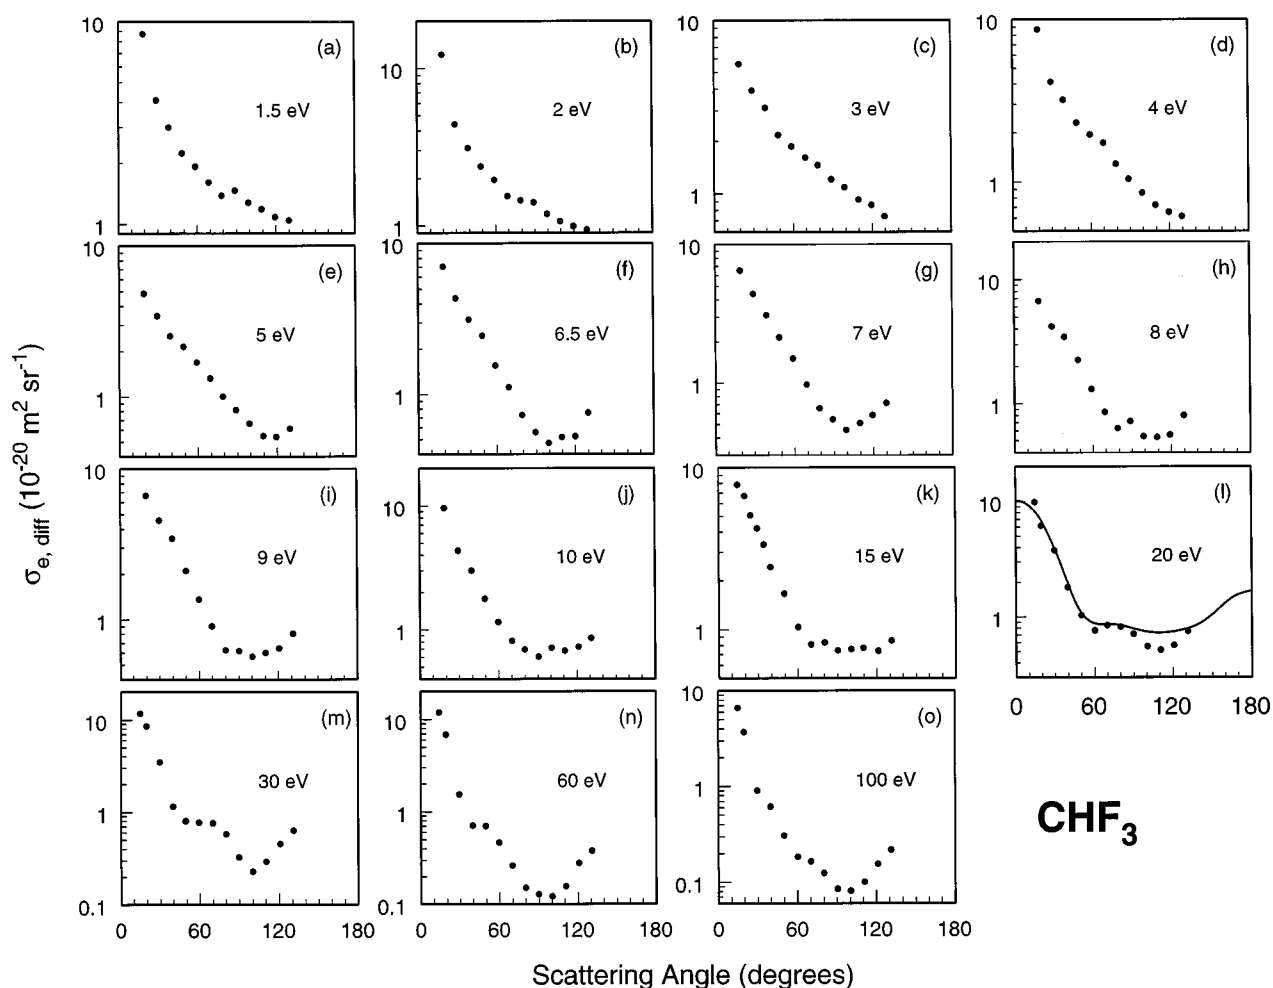 10
1
(a)
1.5 eV
10
1
(b)
2 eV
10
1
(c)
3 eV
10
1
(d)
4 eV
10
1
(e)
5 eV
10
1
(f)
6.5 eV
10
1
(g)
7 eV
10
1
(h)
8 eV
10
1
(i)
9 eV
10
1
(j)
10 eV
10
1
(k)
15 eV
10
1
(l)
20 eV
0 60 120 180
10
1
0.1
(m)
30 eV
0 60 120 180
10
1
0.1
(n)
60 eV
0 60 120 180
10
1
0.1
(o)
100 eV
0 60 120 180
CHF₃
σe, diff (10⁻²⁰ m² sr⁻¹)
Scattering Angle (degrees)